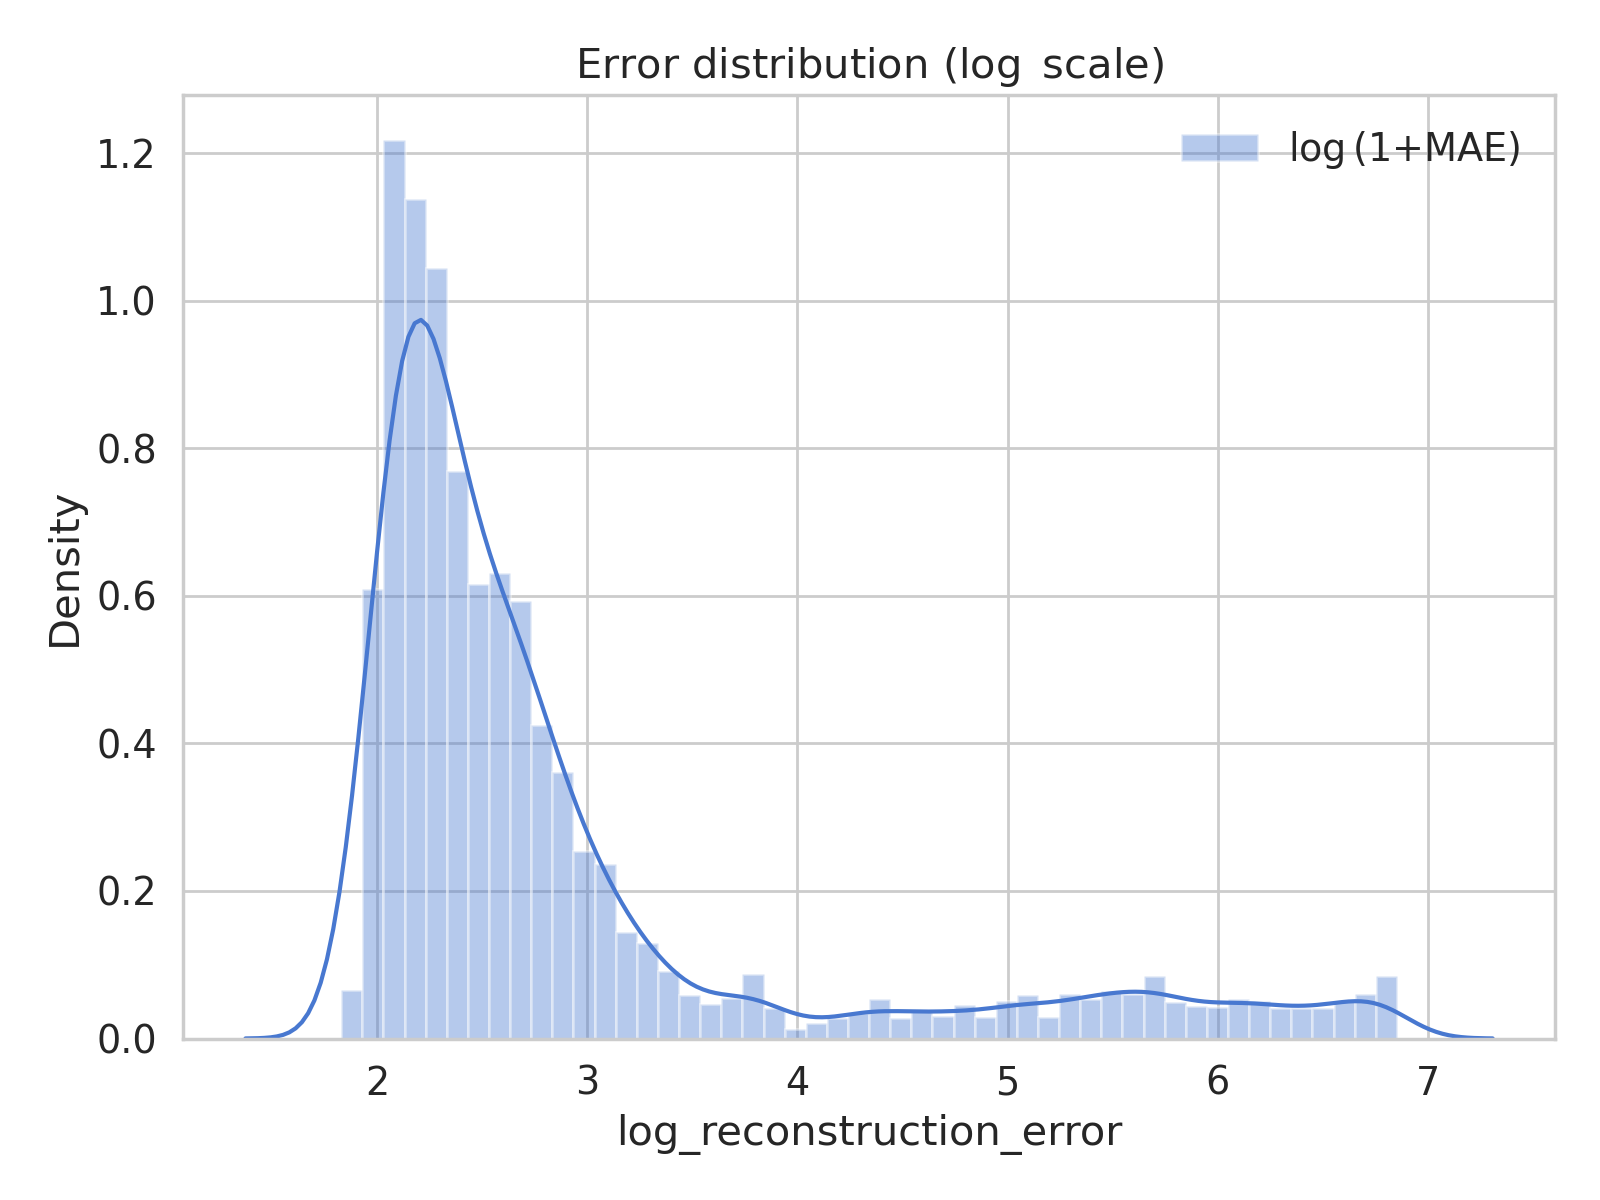 Error distribution (log scale)
log (1+MAE)
1.2
1.0
0.8
0.6
0.4
0.2
0.0
Density
2 3 4 5 6 7
log_reconstruction_error